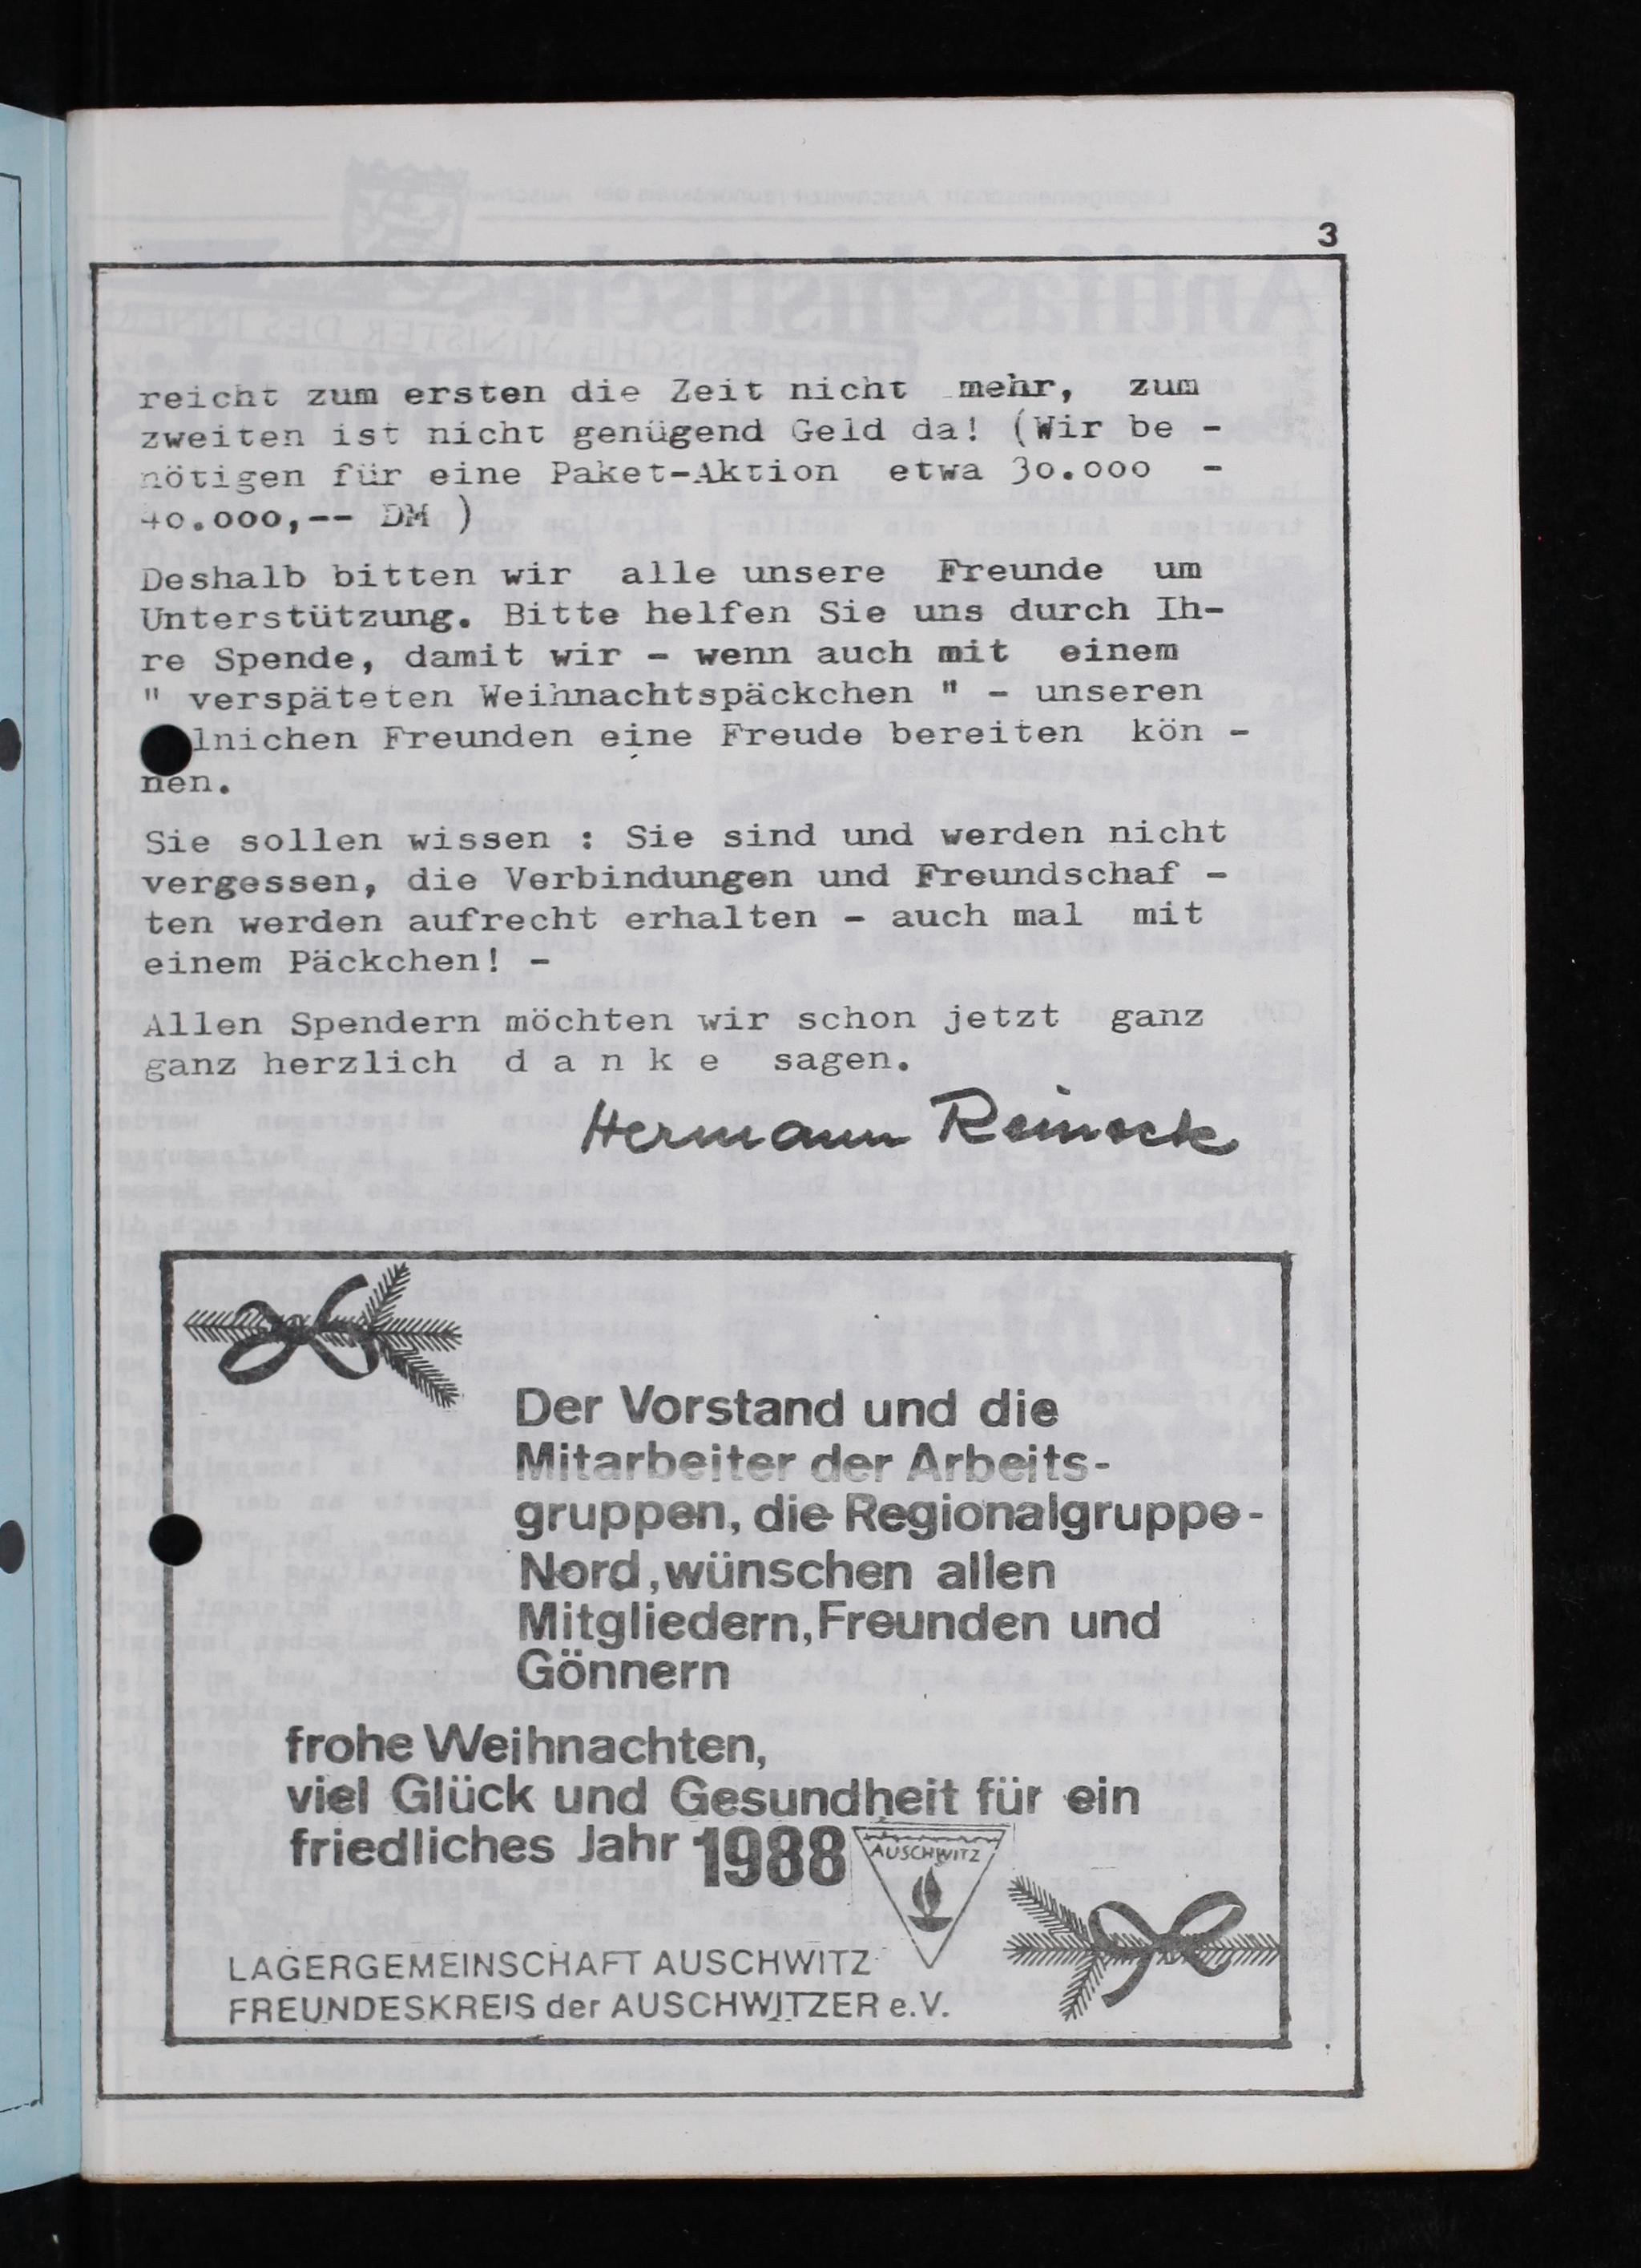 3
reicht zum ersten die Zeit nicht mehr, zum
zweiten ist nicht genügend Geld da! (Wir be -
nötigen für eine Paket-Aktion etwa 30.000 -
40.000,-- DM )
Deshalb bitten wir alle unsere Freunde um
Unterstützung. Bitte helfen Sie uns durch Ih-
re Spende, damit wir - wenn auch mit einem
" verspäteten Weihnachtspäckchen " - unseren
lnichen Freunden eine Freude bereiten kön -
nen.
Sie sollen wissen : Sie sind und werden nicht
vergessen, die Verbindungen und Freundschaf -
ten werden aufrecht erhalten - auch mal mit
einem Päckchen! -
Allen Spendern möchten wir schon jetzt ganz
ganz herzlich d a n k e sagen.
Hermann Reineck
Der Vorstand und die
Mitarbeiter der Arbeits-
gruppen, die Regionalgruppe-
Nord, wünschen allen
Mitgliedern, Freunden und
Gönnern
frohe Weihnachten,
viel Glück und Gesundheit für ein
friedliches Jahr 1988
AUSCHWITZ
LAGERGEMEINSCHAFT AUSCHWITZ
FREUNDESKREIS der AUSCHWITZER e.V.